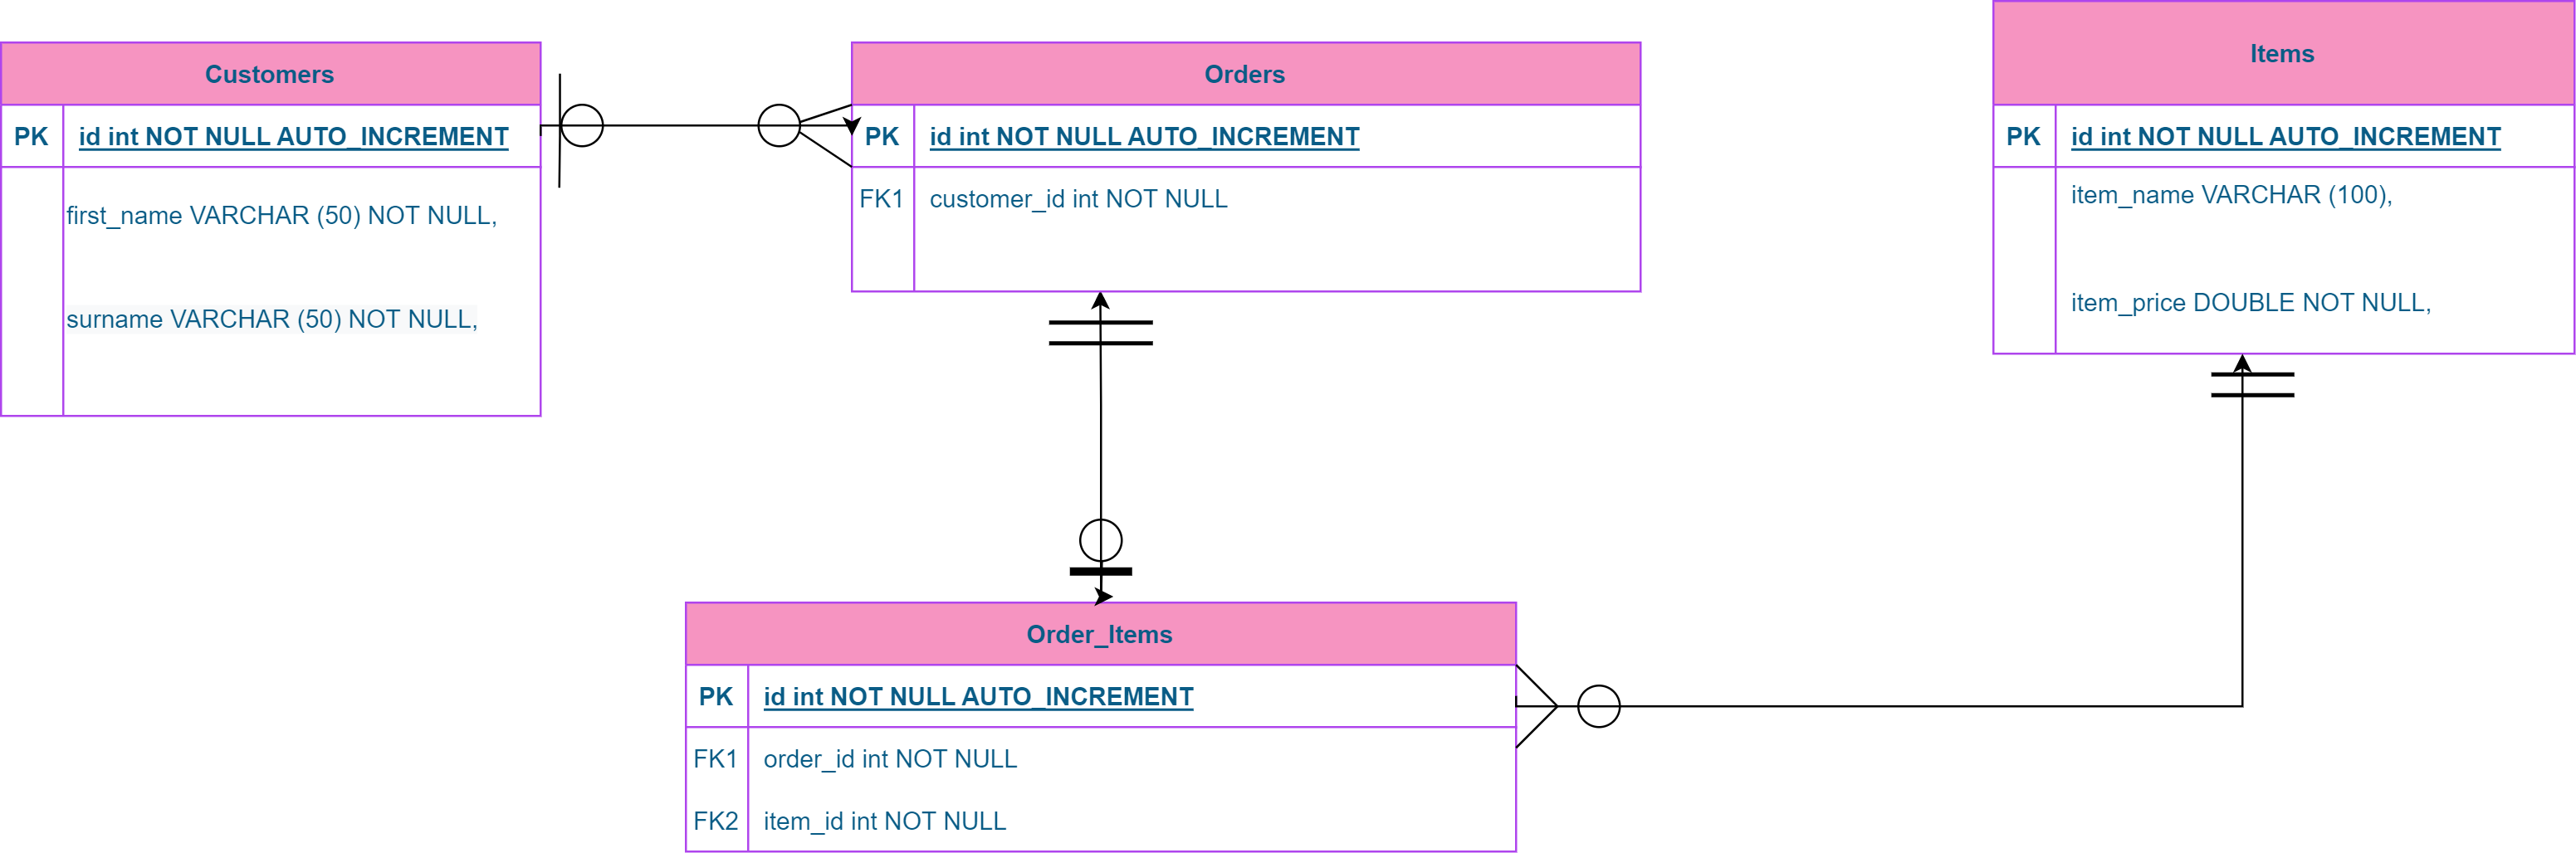 Customers
PK id int NOT NULL AUTO_INCREMENT
first_name VARCHAR (50) NOT NULL,
surname VARCHAR (50) NOT NULL,
Orders
PK id int NOT NULL AUTO_INCREMENT
FK1 customer_id int NOT NULL
Items
PK id int NOT NULL AUTO_INCREMENT
item_name VARCHAR (100),
item_price DOUBLE NOT NULL,
Order_Items
PK id int NOT NULL AUTO_INCREMENT
FK1 order_id int NOT NULL
FK2 item_id int NOT NULL